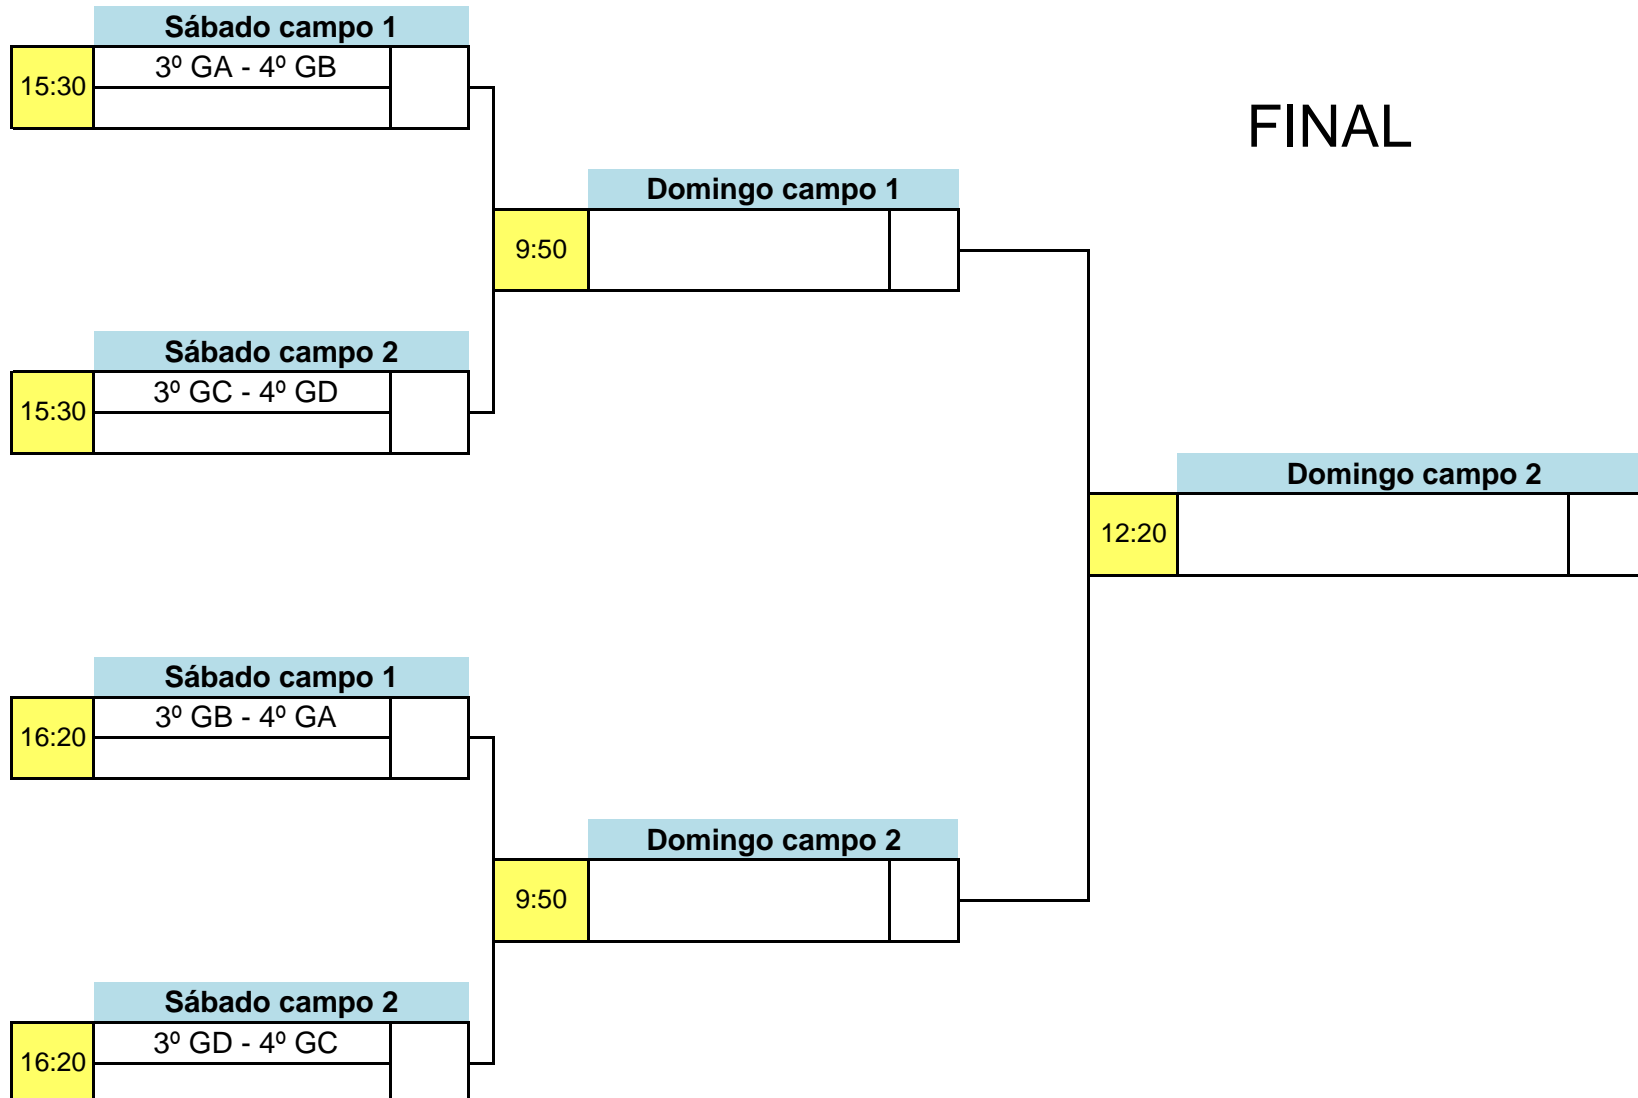 Sábado campo 1
15:30
3º GA - 4º GB
FINAL
Domingo campo 1
9:50
Sábado campo 2
15:30
3º GC - 4º GD
Domingo campo 2
12:20
Sábado campo 1
16:20
3º GB - 4º GA
Domingo campo 2
9:50
Sábado campo 2
16:20
3º GD - 4º GC